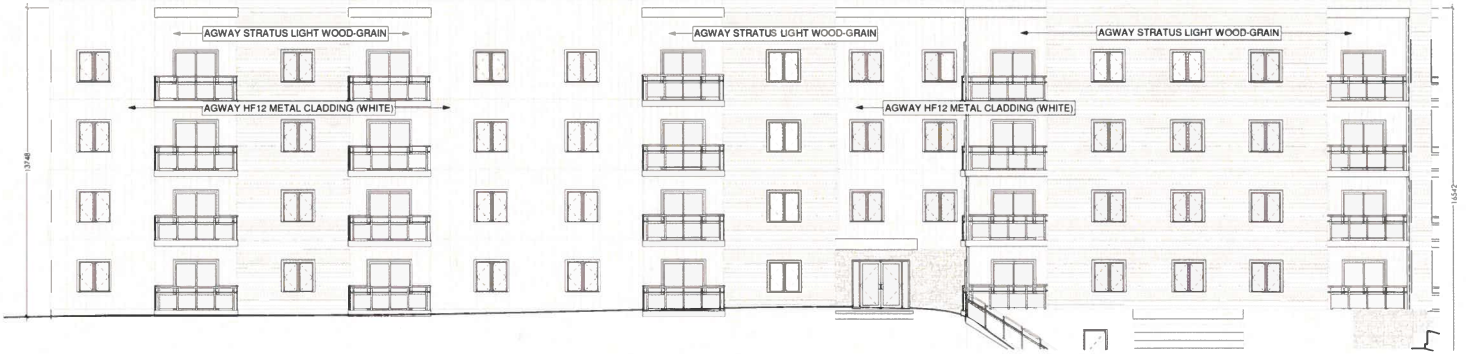 AGWAY STRATUS LIGHT WOOD-GRAIN
AGWAY STRATUS LIGHT WOOD-GRAIN
AGWAY STRATUS LIGHT WOOD-GRAIN
AGWAY HF12 METAL CLADDING (WHITE)
AGWAY HF12 METAL CLADDING (WHITE)
13748
16542